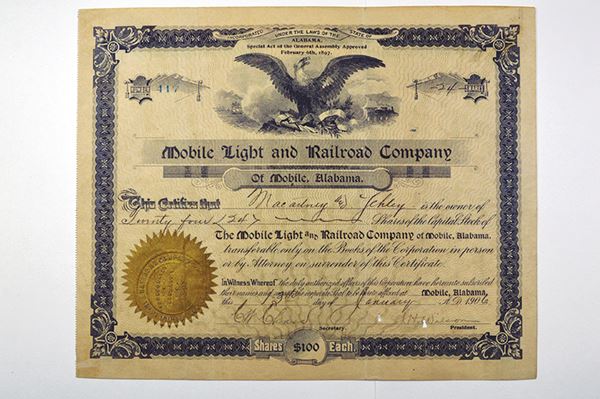 INCORPORATED UNDER THE LAWS OF THE STATE OF
ALABAMA.
Special Act of the General Assembly Approved
February 6th, 1897.
117
24
Mobile Light and Railroad Company
Of Mobile, Alabama.
This Certifies that Macartney & Schley is the owner of
Twenty four (24) Shares of the Capital Stock of
The Mobile Light and Railroad Company of Mobile, Alabama.
transferable only on the Books of the Corporation in person
or by Attorney on surrender of this Certificate.
In Witness Whereof the duly authorized officers of this Corporation have hereunto subscribed
their names and caused the corporate seal to be hereto affixed at Mobile, Alabama,
this day of January A.D. 1906
Secretary. President.
Shares $100 Each.